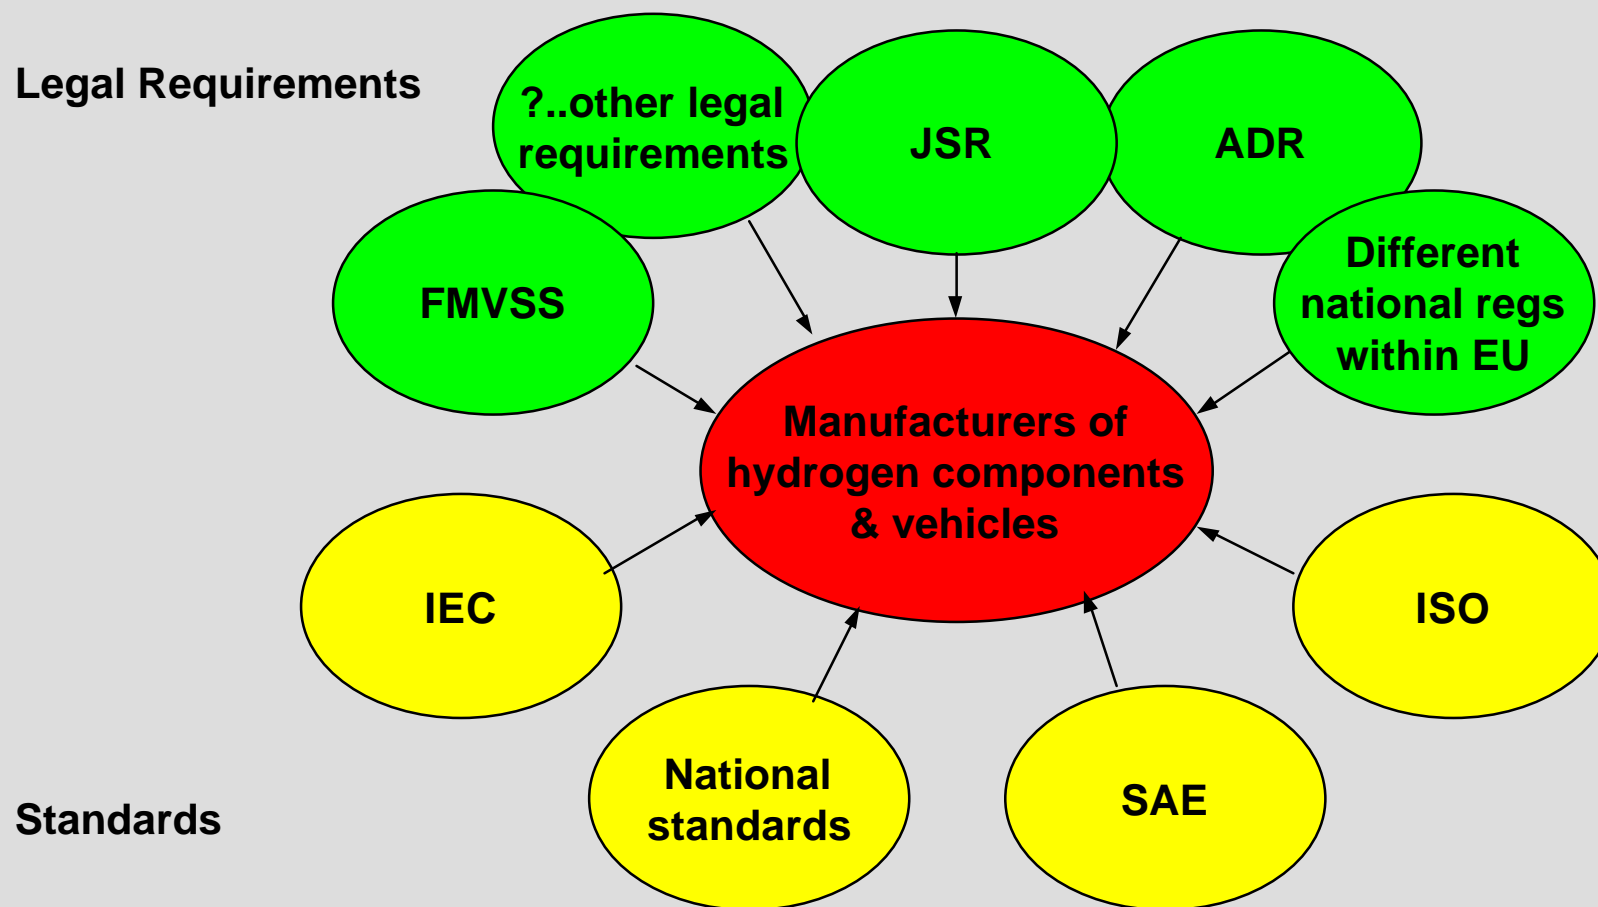 Legal Requirements
?..other legal
requirements
JSR
ADR
FMVSS
Different
national regs
within EU
Manufacturers of
hydrogen components
& vehicles
IEC
ISO
National
standards
SAE
Standards